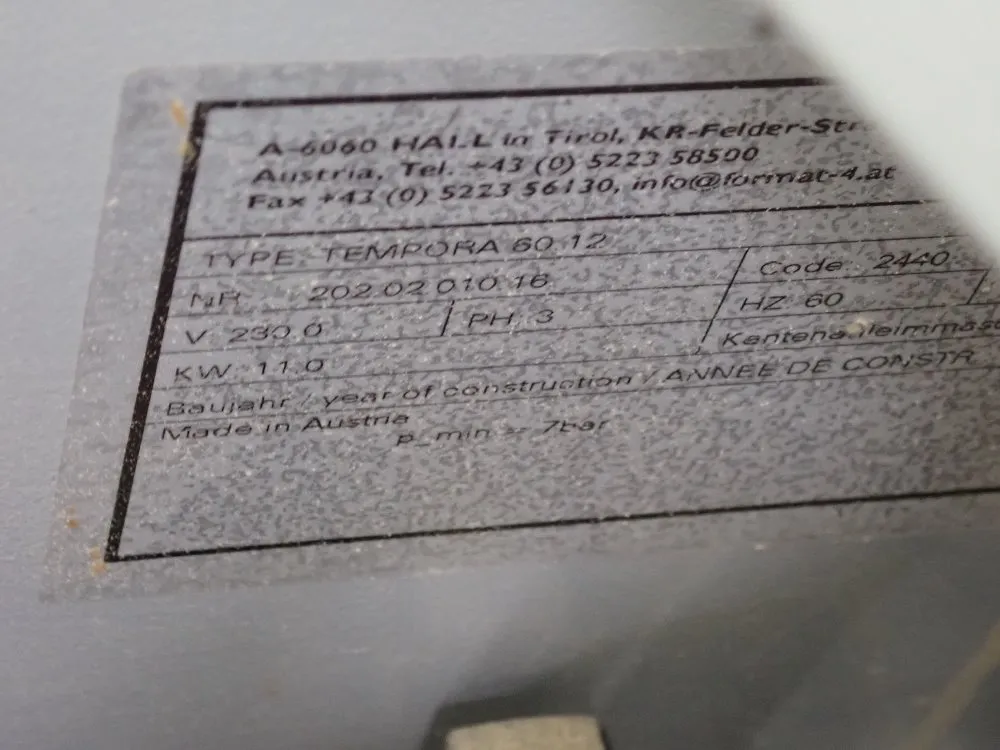 A-6060 HALL in Tirol, KR-Felder-Str.
Austria, Tel. +43 (0) 5223 58500
Fax +43 (0) 5223 56130, info@format-4.at
TYPE: TEMPORA 60.12
NR 202.02.010.16 Code 2440
V 230.0 PH 3 HZ 60
KW 11.0
Baujahr / year of construction / ANNEE DE CONSTR
Made in Austria p_min = 7bar